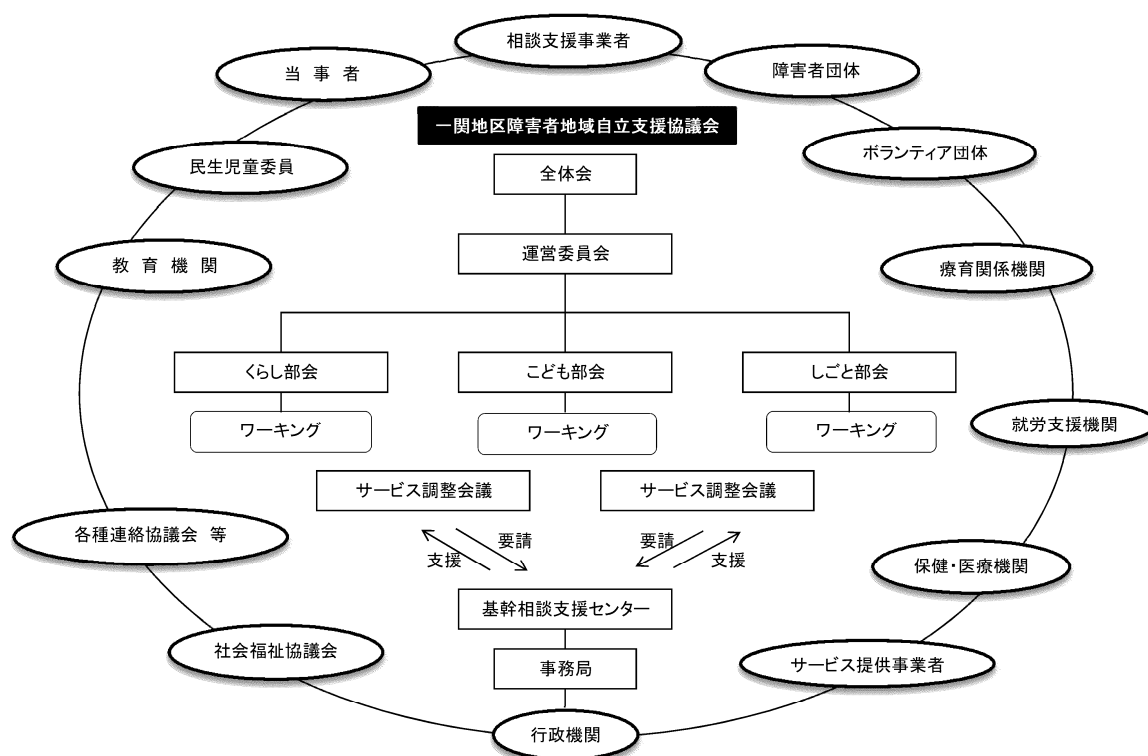 相談支援事業者
当 事 者
障害者団体
一関地区障害者地域自立支援協議会
民生児童委員
全体会
ボランティア団体
教 育 機 関
運営委員会
療育関係機関
くらし部会
こども部会
しごと部会
ワーキング
ワーキング
ワーキング
就労支援機関
サービス調整会議
サービス調整会議
各種連絡協議会 等
要請
支援
要請
支援
保健・医療機関
基幹相談支援センター
社会福祉協議会
事務局
サービス提供事業者
行政機関